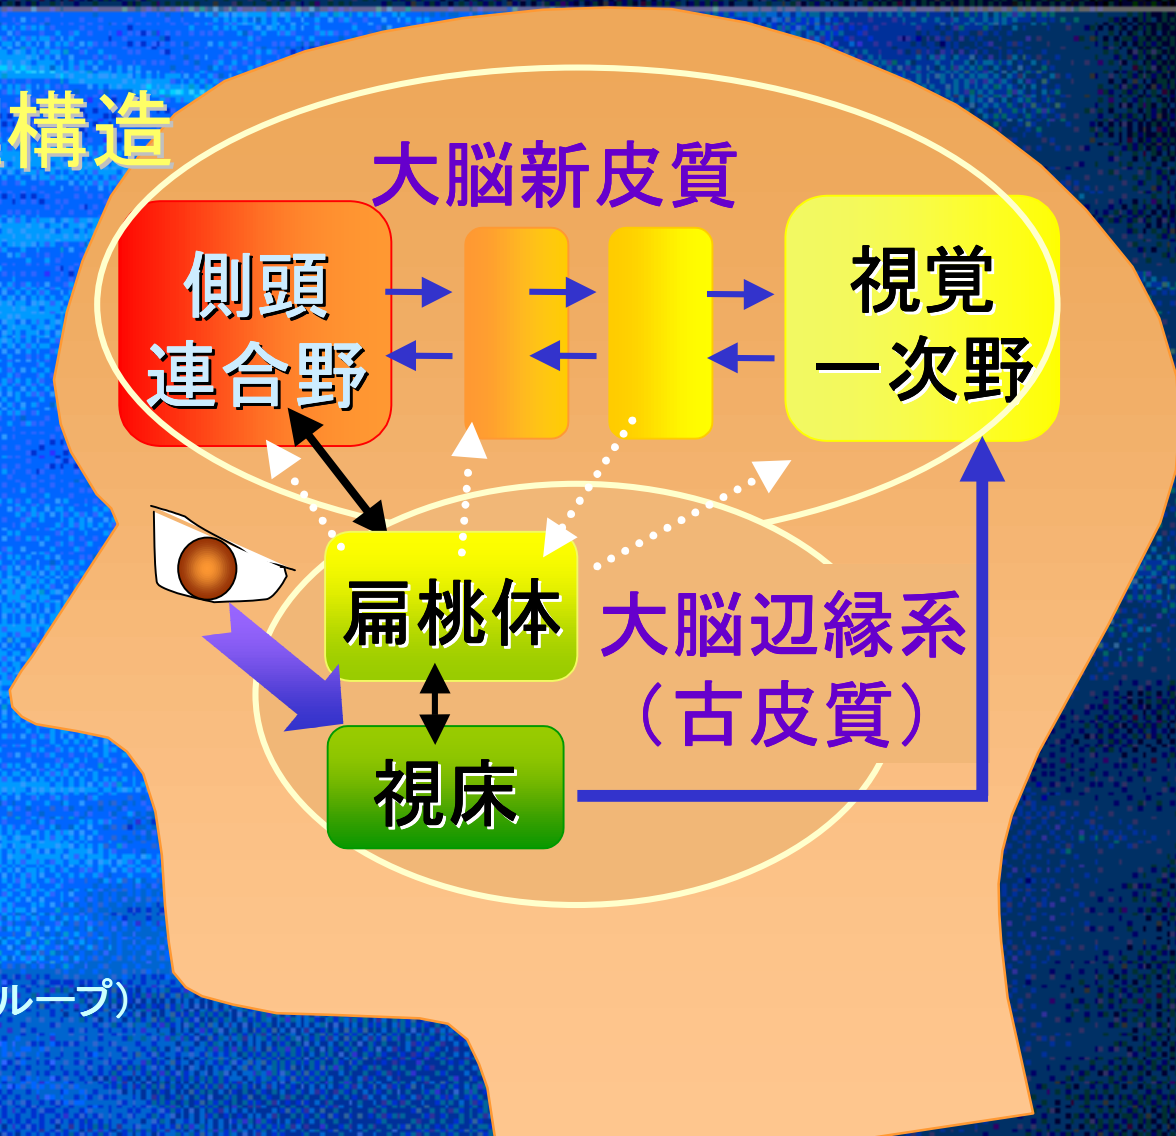 構造
大脳新皮質
側頭
連合野
視覚
一次野
扁桃体
大脳辺縁系
（古皮質）
視床
ループ）